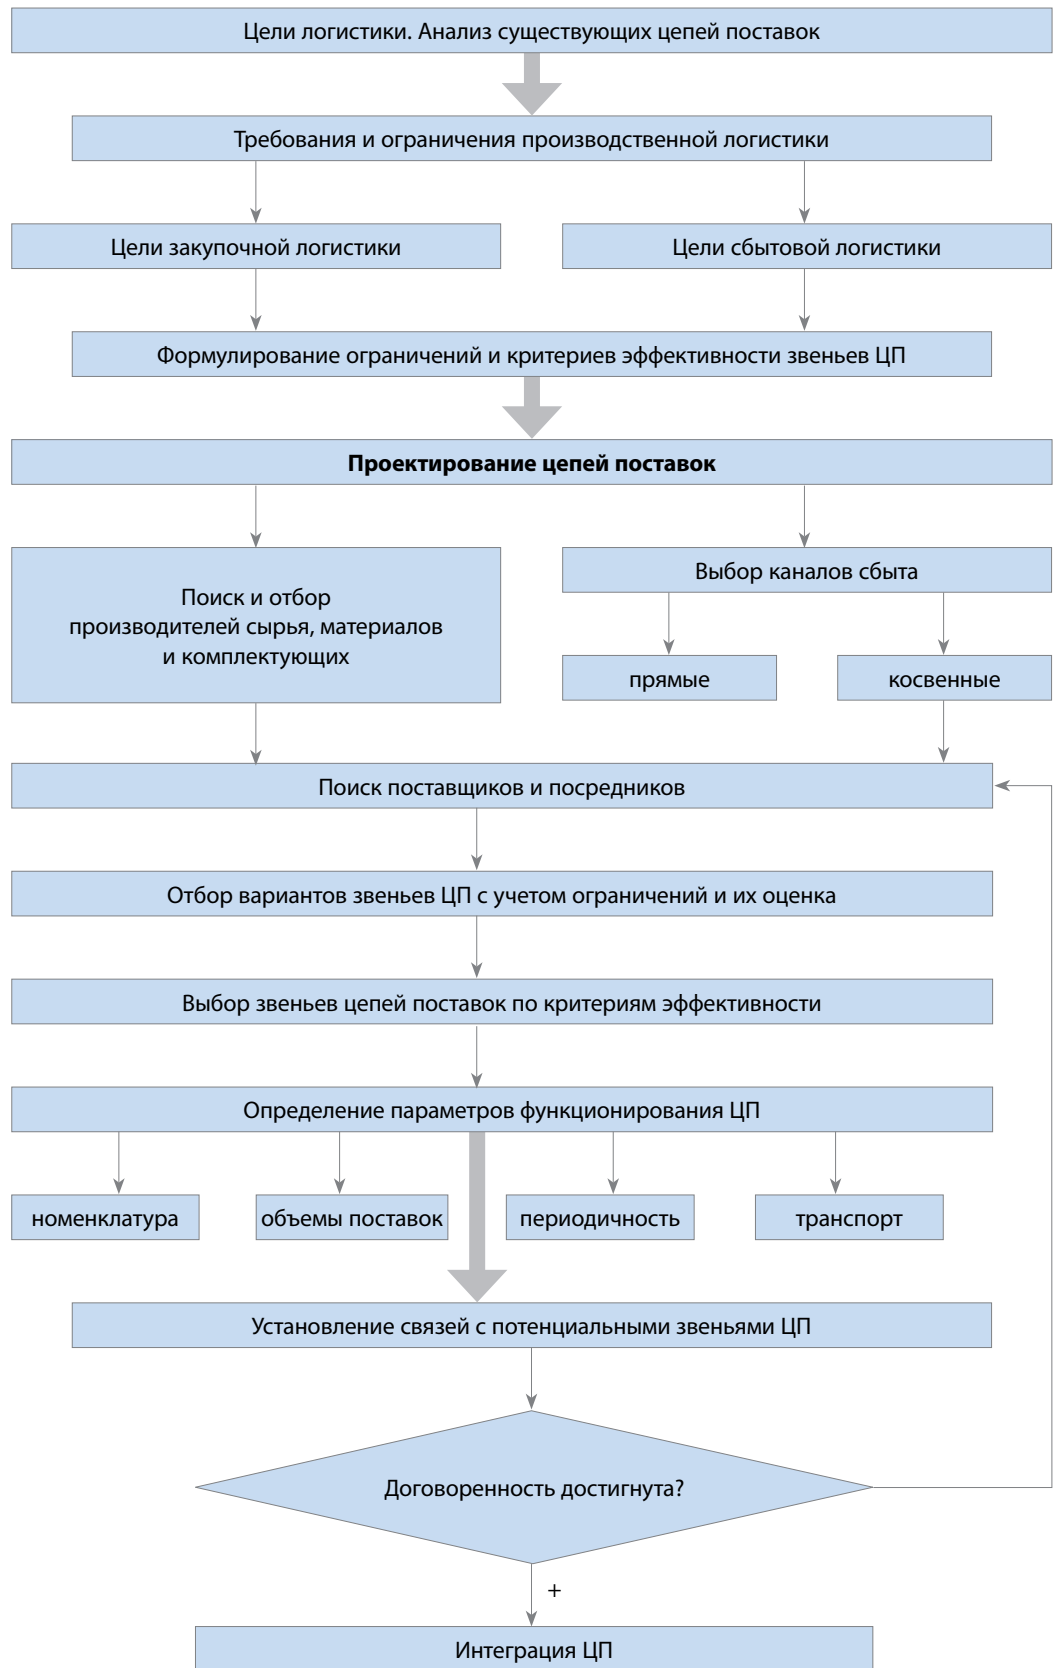 Цели логистики. Анализ существующих цепей поставок
Требования и ограничения производственной логистики
Цели закупочной логистики
Цели сбытовой логистики
Формулирование ограничений и критериев эффективности звеньев ЦП
Проектирование цепей поставок
Поиск и отбор
производителей сырья, материалов
и комплектующих
Выбор каналов сбыта
прямые
косвенные
Поиск поставщиков и посредников
Отбор вариантов звеньев ЦП с учетом ограничений и их оценка
Выбор звеньев цепей поставок по критериям эффективности
Определение параметров функционирования ЦП
номенклатура
объемы поставок
периодичность
транспорт
Установление связей с потенциальными звеньями ЦП
Договоренность достигнута?
+
Интеграция ЦП